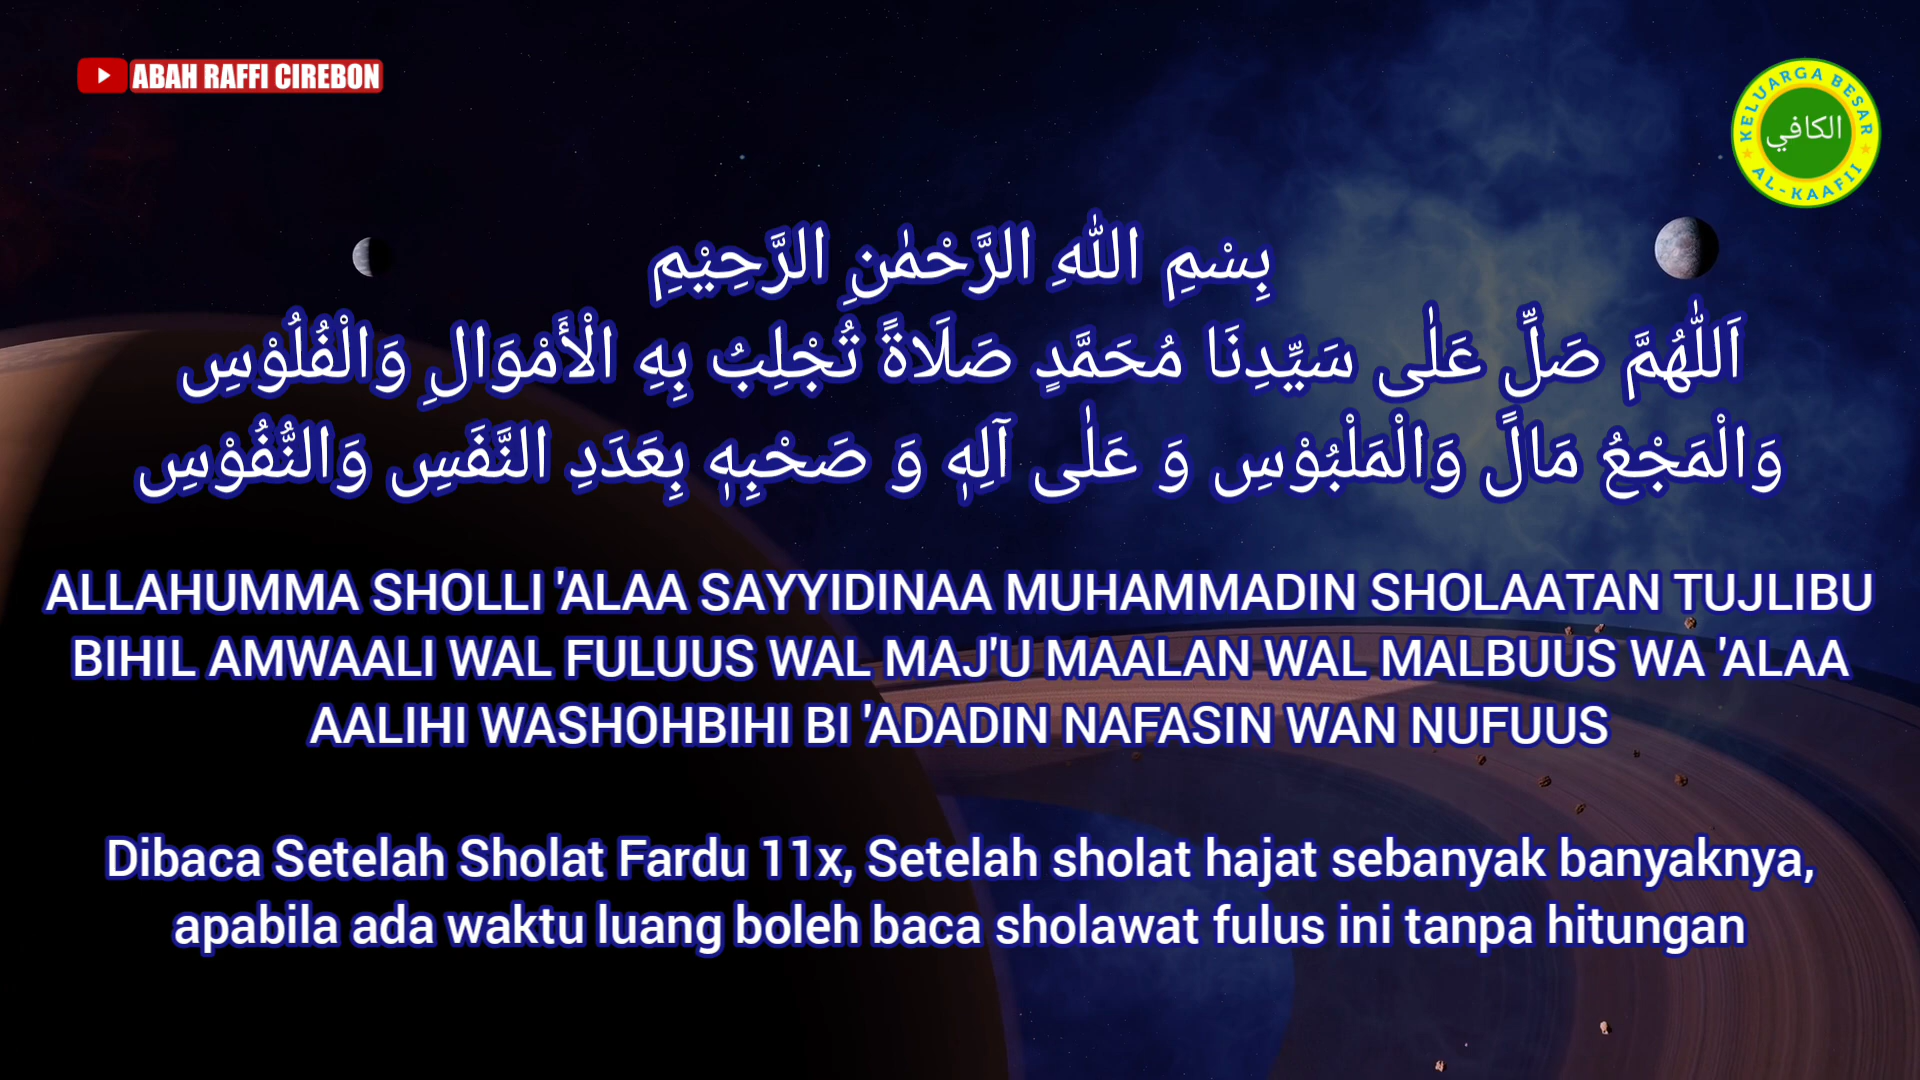 ABAH RAFFI CIREBON
KELUARGA BESAR
الكافي
AL-KAAFII
بِسْمِ اللّٰهِ الرَّحْمٰنِ الرَّحِيْمِ
اَللّٰهُمَّ صَلِّ عَلٰى سَيِّدِنَا مُحَمَّدٍ صَلَاةً تُجْلِبُ بِهِ الْأَمْوَالِ وَالْفُلُوْسِ
وَالْمَجْعُ مَالً وَالْمَلْبُوْسِ وَ عَلٰى آلِهٖ وَ صَحْبِهٖ بِعَدَدِ النَّفَسِ وَالنُّفُوْسِ
ALLAHUMMA SHOLLI 'ALAA SAYYIDINAA MUHAMMADIN SHOLAATAN TUJLIBU
BIHIL AMWAALI WAL FULUUS WAL MAJ'U MAALAN WAL MALBUUS WA 'ALAA
AALIHI WASHOHBIHI BI 'ADADIN NAFASIN WAN NUFUUS
Dibaca Setelah Sholat Fardu 11x, Setelah sholat hajat sebanyak banyaknya,
apabila ada waktu luang boleh baca sholawat fulus ini tanpa hitungan